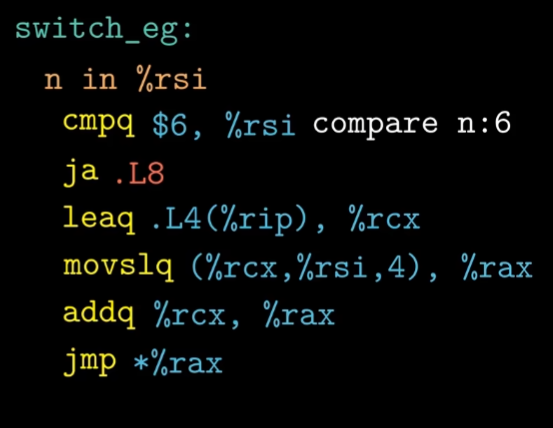 switch_eg:
n in %rsi
cmpq $6, %rsi compare n:6
ja .L8
leaq .L4(%rip), %rcx
movslq (%rcx,%rsi,4), %rax
addq %rcx, %rax
jmp *%rax